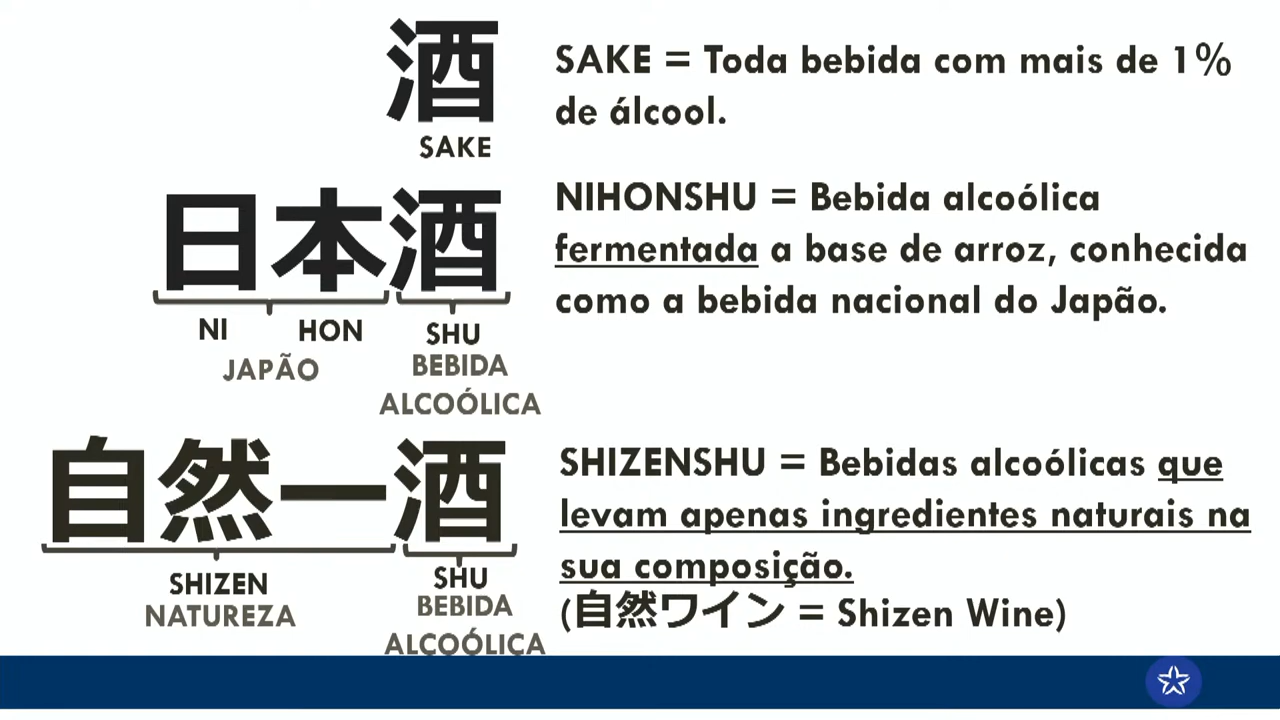 酒
SAKE
SAKE = Toda bebida com mais de 1%
de álcool.
日本酒
NI HON SHU
JAPÃO BEBIDA
ALCOÓLICA
NIHONSHU = Bebida alcoólica
fermentada a base de arroz, conhecida
como a bebida nacional do Japão.
自然一酒
SHIZEN SHU
NATUREZA BEBIDA
ALCOÓLICA
SHIZENSHU = Bebidas alcoólicas que
levam apenas ingredientes naturais na
sua composição.
(自然ワイン = Shizen Wine)